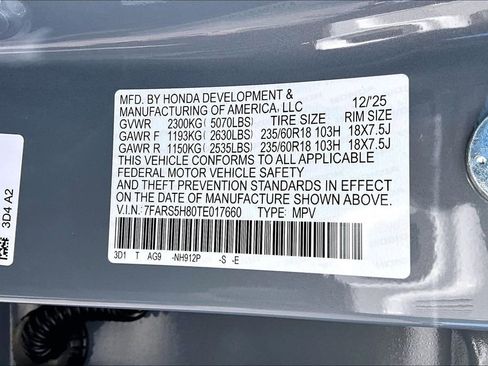 MFD. BY HONDA DEVELOPMENT &
MANUFACTURING OF AMERICA, LLC 12/'25
GVWR 2300KG ( 5070LBS) TIRE SIZE RIM SIZE
GAWR F 1193KG ( 2630LBS) 235/60R18 103H 18X7.5J
GAWR R 1150KG ( 2535LBS) 235/60R18 103H 18X7.5J
THIS VEHICLE CONFORMS TO ALL APPLICABLE
FEDERAL MOTOR VEHICLE SAFETY
AND THEFT PREVENTION STANDARDS IN EFFECT
ON THE DATE OF MANUFACTURE SHOWN ABOVE.
V.I.N.: 7FARS5H80TE017660 TYPE: MPV
3D1 T AG9 -NH912P -S -E
3D4 A2